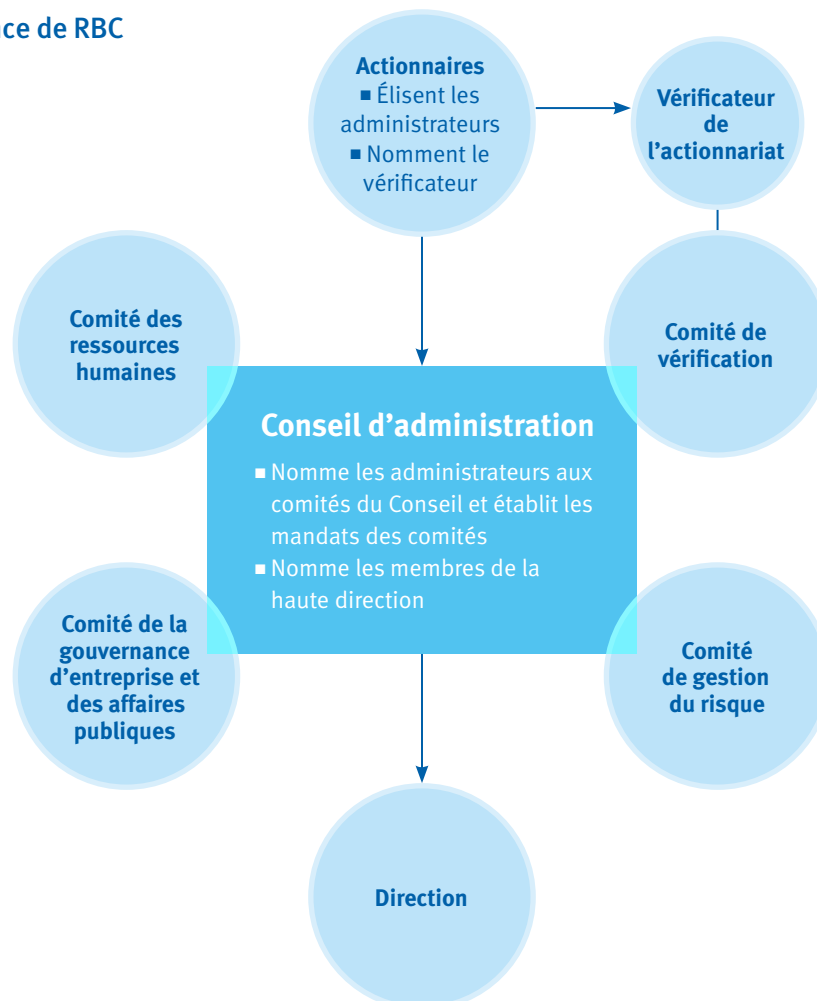 nce de RBC
Actionnaires
■ Élisent les
administrateurs
■ Nomment le
vérificateur
Vérificateur
de
l'actionnariat
Comité des
ressources
humaines
Comité de
vérification
Conseil d'administration
■ Nomme les administrateurs aux
comités du Conseil et établit les
mandats des comités
■ Nomme les membres de la
haute direction
Comité de la
gouvernance
d'entreprise et
des affaires
publiques
Comité
de gestion
du risque
Direction